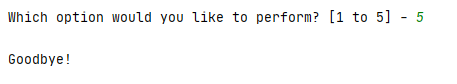 Which option would you like to perform? [1 to 5] - 5
Goodbye!